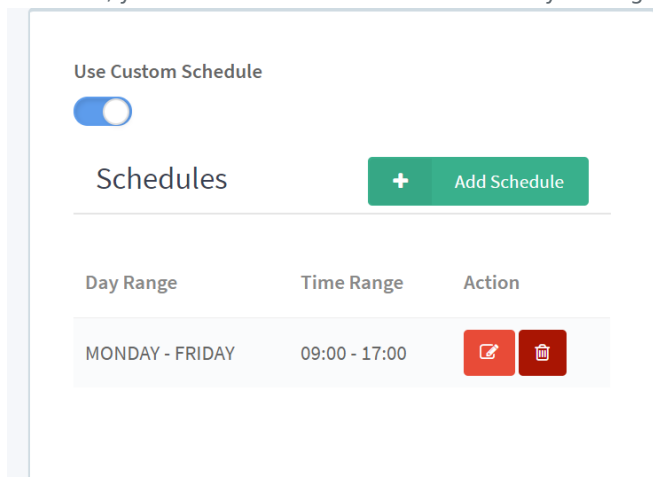 Use Custom Schedule
Schedules
Add Schedule
Day Range Time Range Action
MONDAY - FRIDAY 09:00 - 17:00